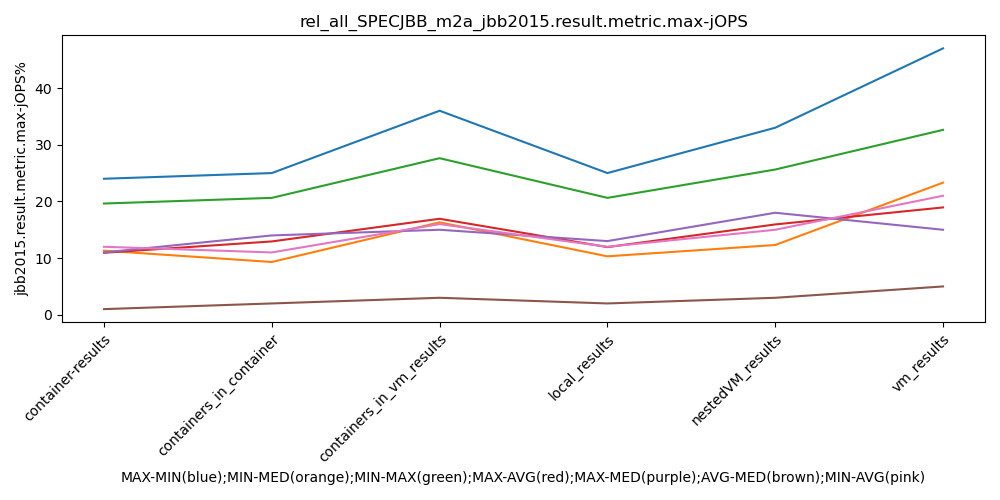 rel_all_SPECJBB_m2a_jbb2015.result.metric.max-jOPS
jbb2015.result.metric.max-jOPS%
40
30
20
10
0
container-results
containers_in_container
containers_in_vm_results
local_results
nestedVM_results
vm_results
MAX-MIN(blue);MIN-MED(orange);MIN-MAX(green);MAX-AVG(red);MAX-MED(purple);AVG-MED(brown);MIN-AVG(pink)